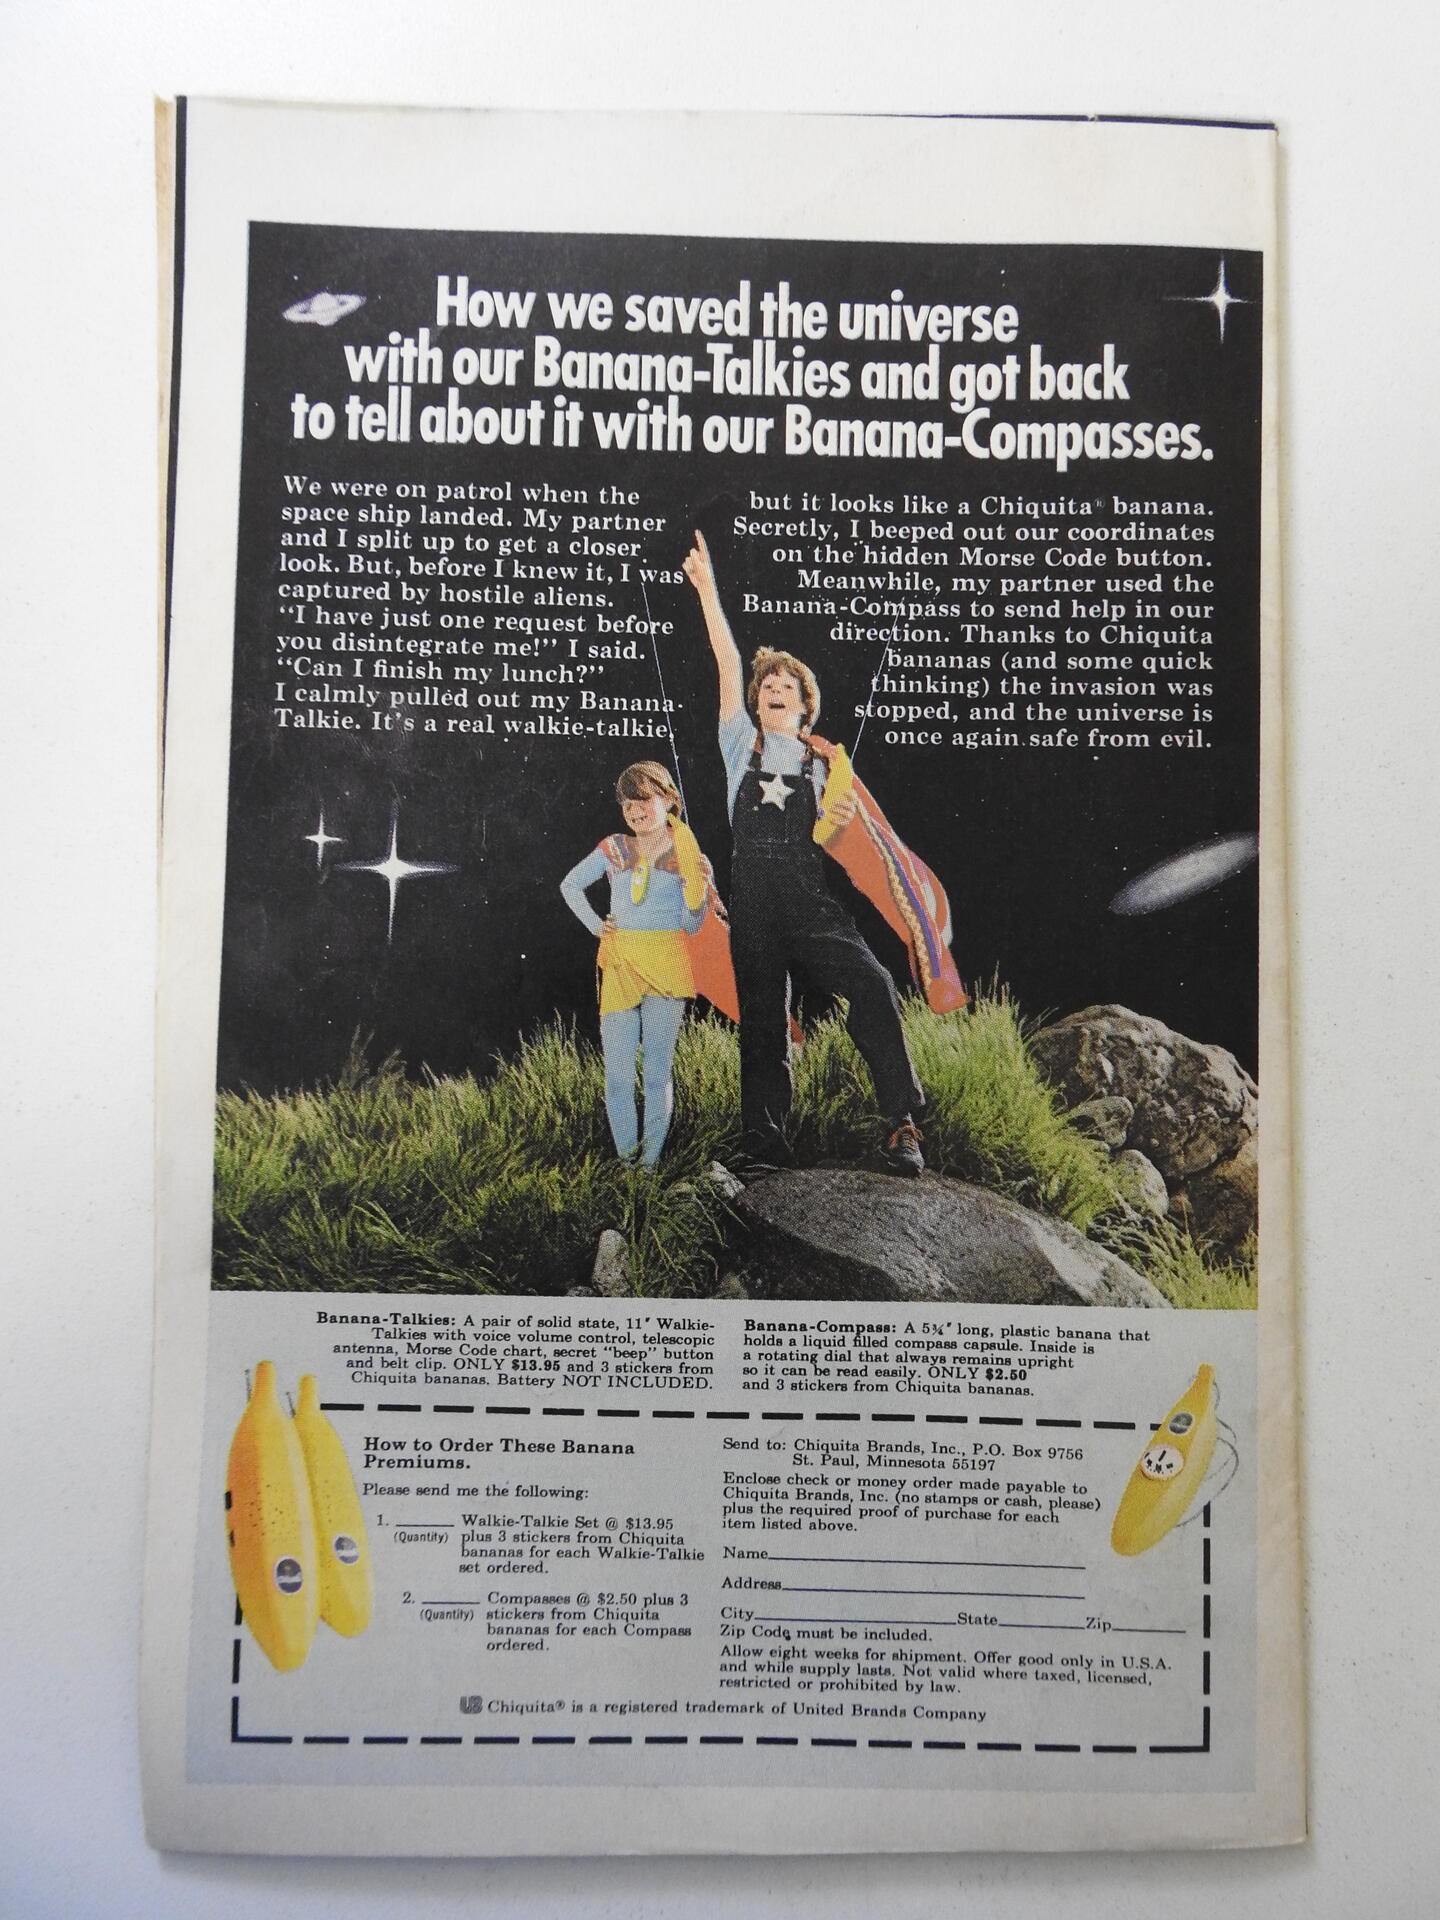 How we saved the universe
with our Banana-Talkies and got back
to tell about it with our Banana-Compasses.
We were on patrol when the
space ship landed. My partner
and I split up to get a closer
look. But, before I knew it, I was
captured by hostile aliens.
“I have just one request before
you disintegrate me!” I said.
“Can I finish my lunch?”
I calmly pulled out my Banana-
Talkie. It's a real walkie-talkie,
but it looks like a Chiquita® banana.
Secretly, I beeped out our coordinates
on the hidden Morse Code button.
Meanwhile, my partner used the
Banana-Compass to send help in our
direction. Thanks to Chiquita
bananas (and some quick
thinking) the invasion was
stopped, and the universe is
once again safe from evil.
Banana-Talkies: A pair of solid state, 11" Walkie-
Talkies with voice volume control, telescopic
antenna, Morse Code chart, secret "beep" button
and belt clip. ONLY $13.95 and 3 stickers from
Chiquita bananas. Battery NOT INCLUDED.
Banana-Compass: A 5¾" long, plastic banana that
holds a liquid filled compass capsule. Inside is
a rotating dial that always remains upright
so it can be read easily. ONLY $2.50
and 3 stickers from Chiquita bananas.
How to Order These Banana
Premiums.
Please send me the following:
1. ______ Walkie-Talkie Set @ $13.95
(Quantity) plus 3 stickers from Chiquita
bananas for each Walkie-Talkie
set ordered.
2. ______ Compasses @ $2.50 plus 3
(Quantity) stickers from Chiquita
bananas for each Compass
ordered.
Send to: Chiquita Brands, Inc., P.O. Box 9756
St. Paul, Minnesota 55197
Enclose check or money order made payable to
Chiquita Brands, Inc. (no stamps or cash, please)
plus the required proof of purchase for each
item listed above.
Name______
Address______
City______State______Zip______
Zip Code must be included.
Allow eight weeks for shipment. Offer good only in U.S.A.
and while supply lasts. Not valid where taxed, licensed,
restricted or prohibited by law.
UB Chiquita® is a registered trademark of United Brands Company